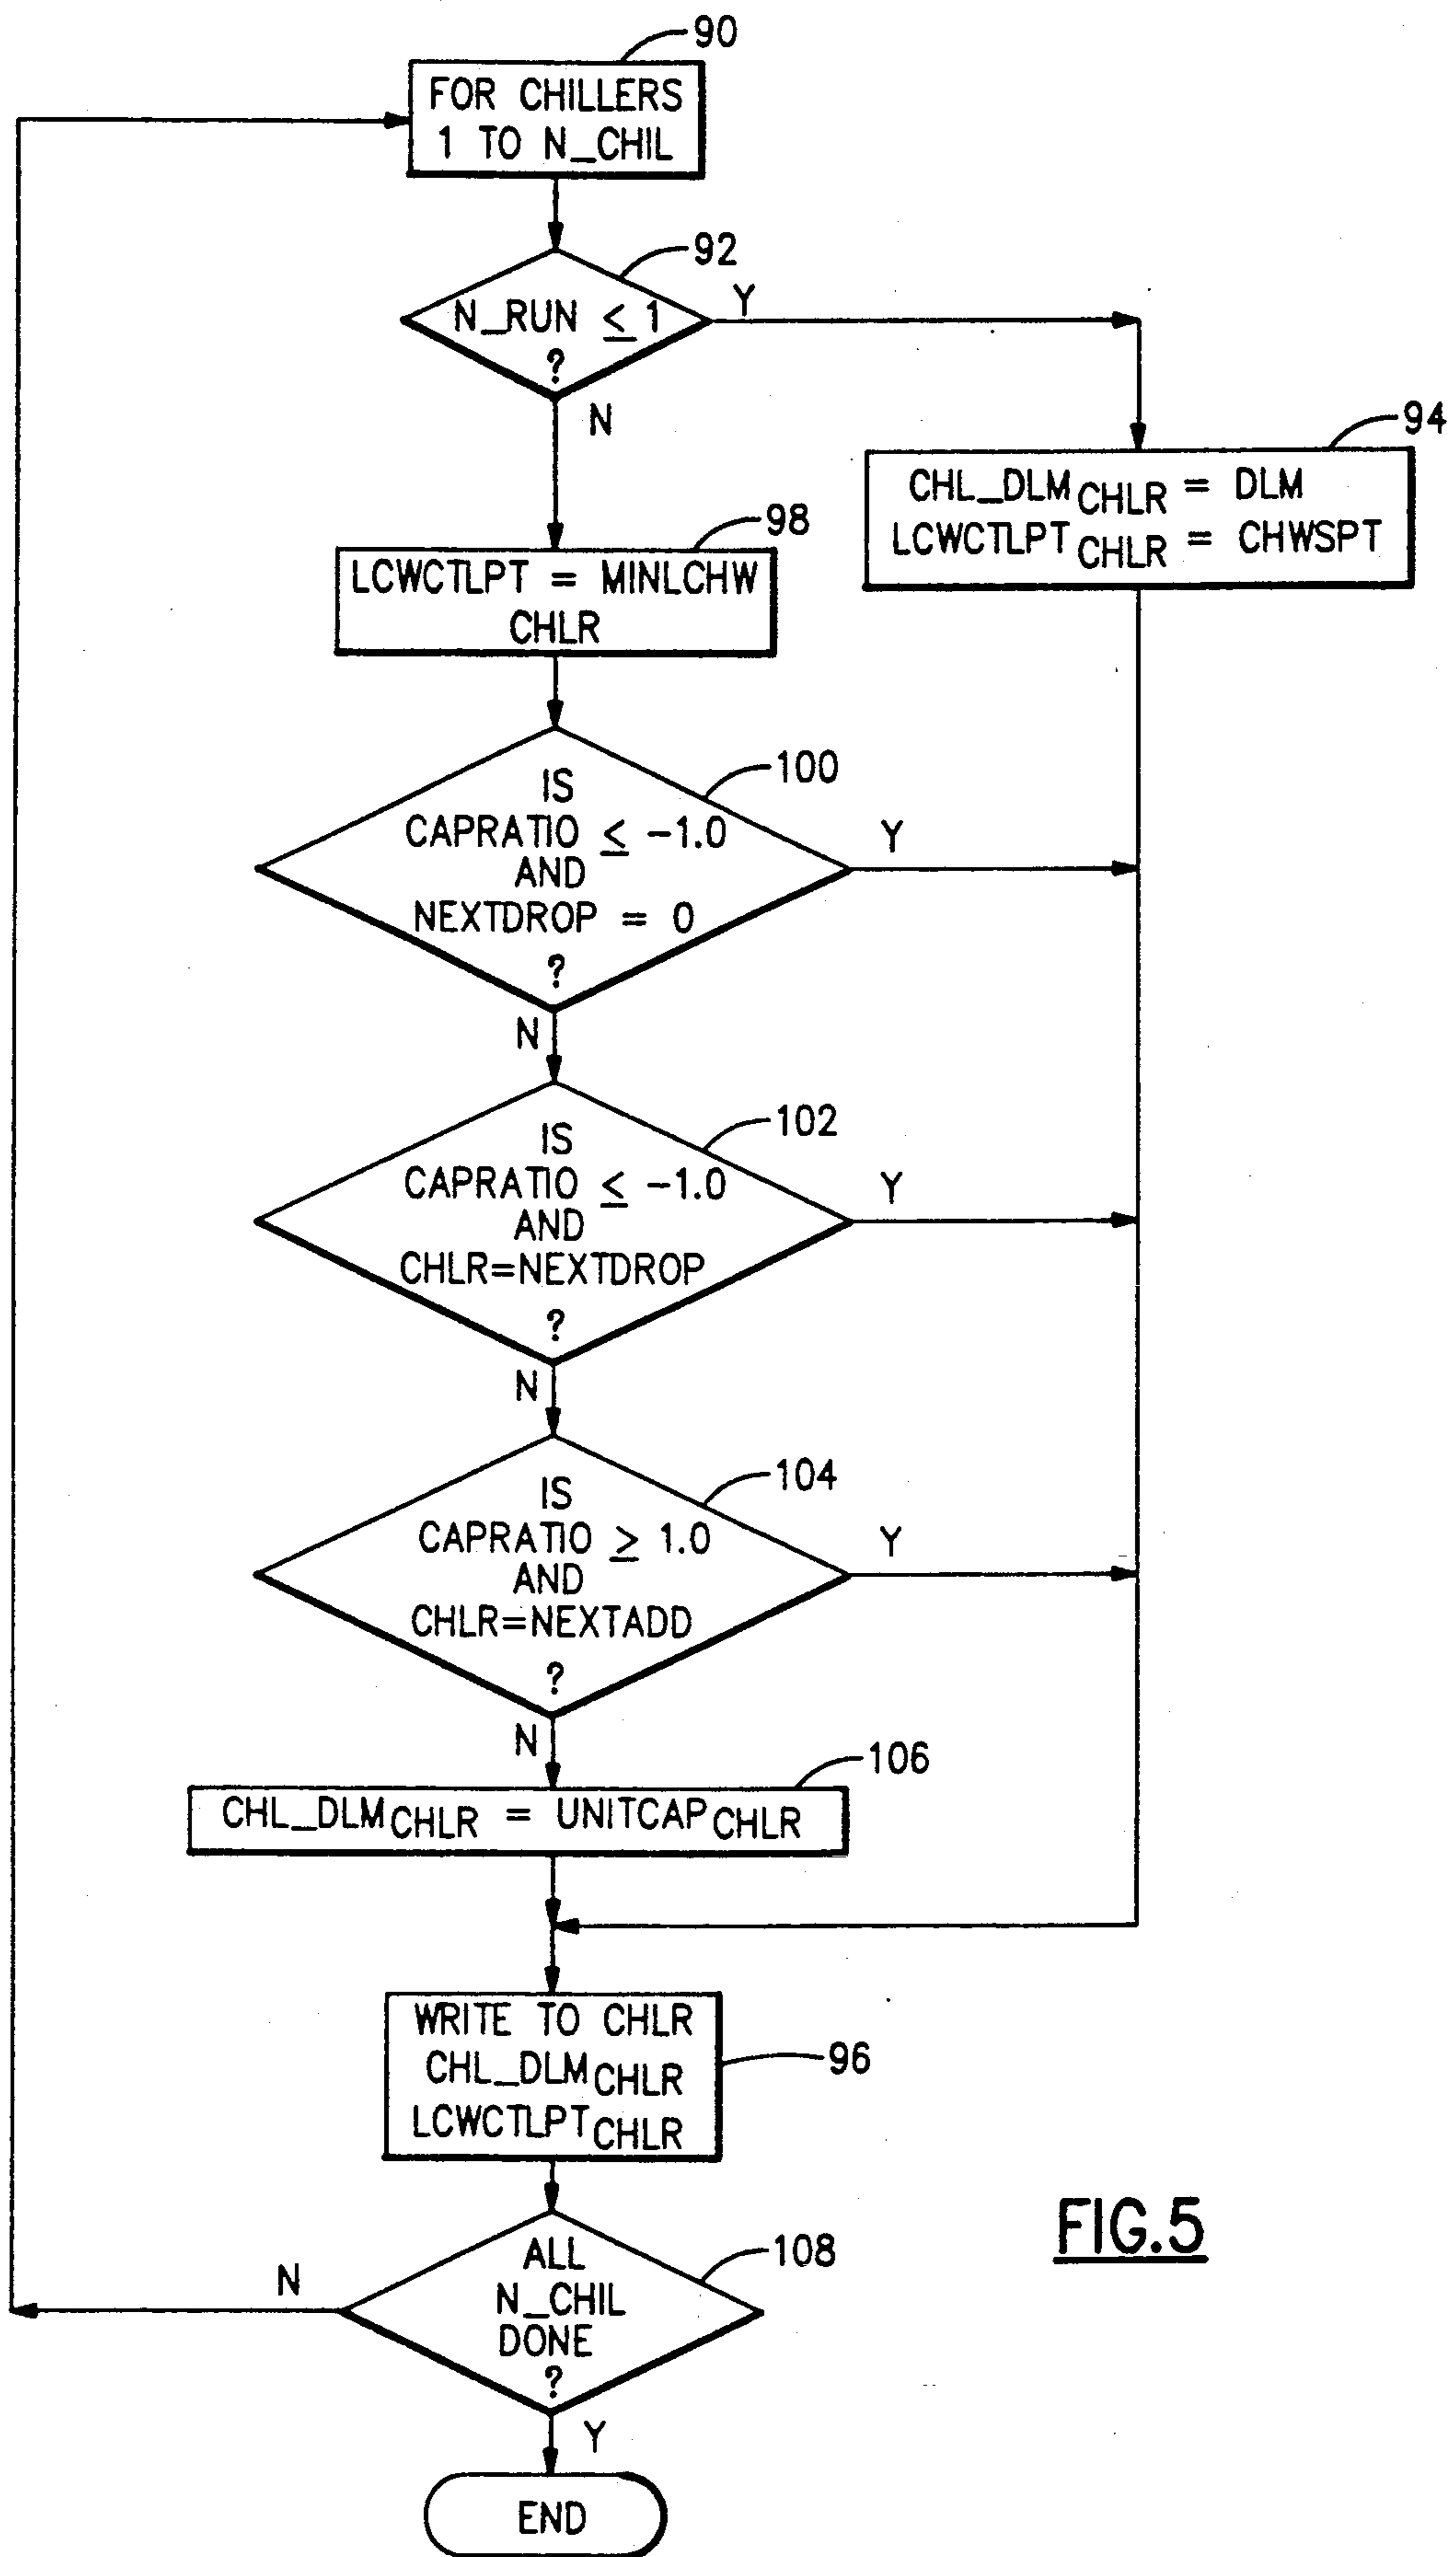 90
FOR CHILLERS
1 TO N_CHIL
92
N_RUN ≤ 1
?
Y
N
94
CHL_DLM CHLR = DLM
LCWCTLPT CHLR = CHWSPT
98
LCWCTLPT = MINLCHW
CHLR
100
IS
CAPRATIO ≤ -1.0
AND
NEXTDROP = 0
?
Y
N
102
IS
CAPRATIO ≤ -1.0
AND
CHLR=NEXTDROP
?
Y
N
104
IS
CAPRATIO ≥ 1.0
AND
CHLR=NEXTADD
?
Y
N
106
CHL_DLM CHLR = UNITCAP CHLR
WRITE TO CHLR
CHL_DLM CHLR
LCWCTLPT CHLR
96
108
ALL
N_CHIL
DONE
?
N
Y
END
FIG.5